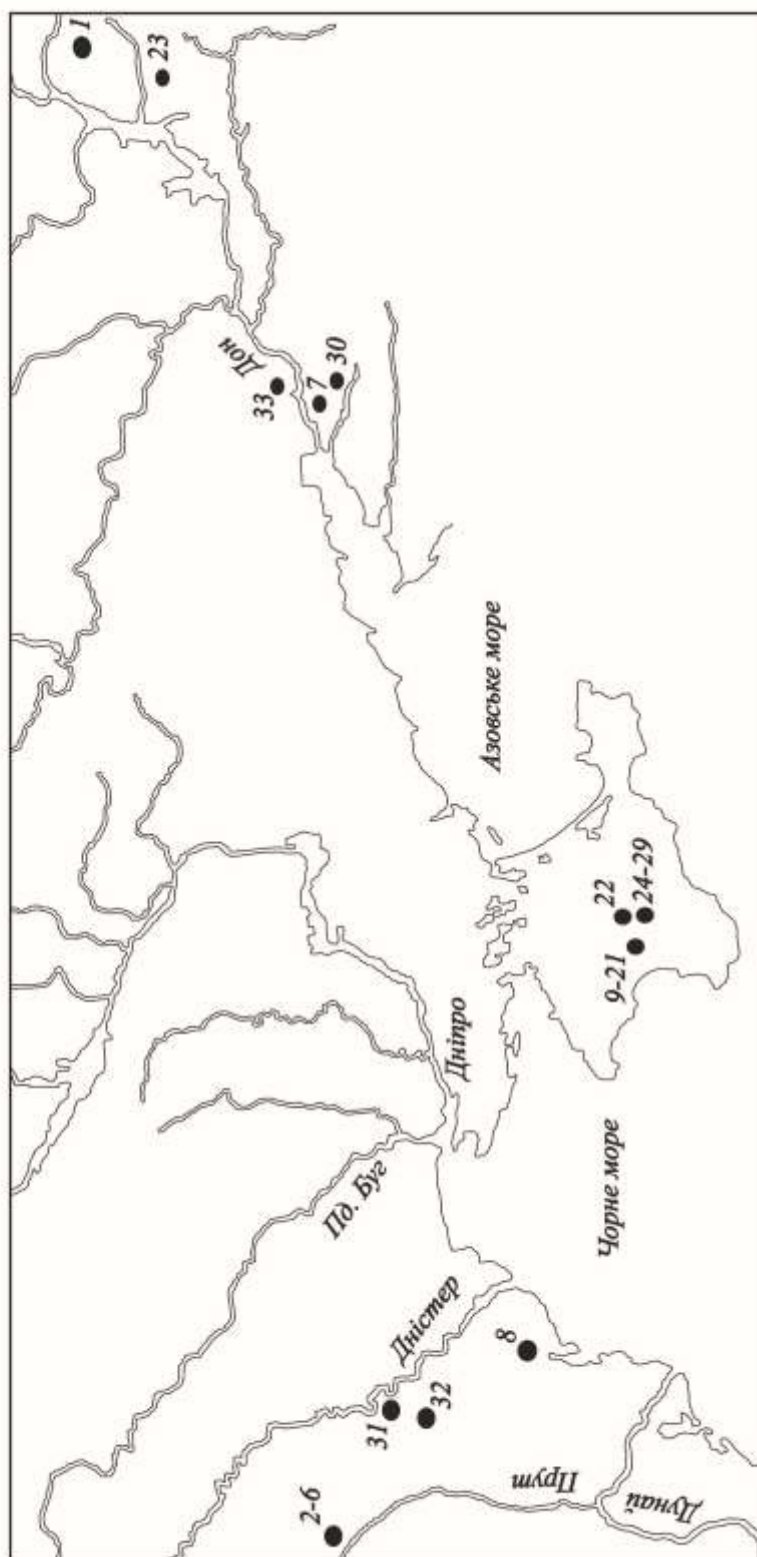 1
23
Дон
33
2-6
7
30
Пд. Буг
31
Дністер
32
Дніпро
Азовське море
8
Прут
22
Чорне море
9-21
Дунай
24-29